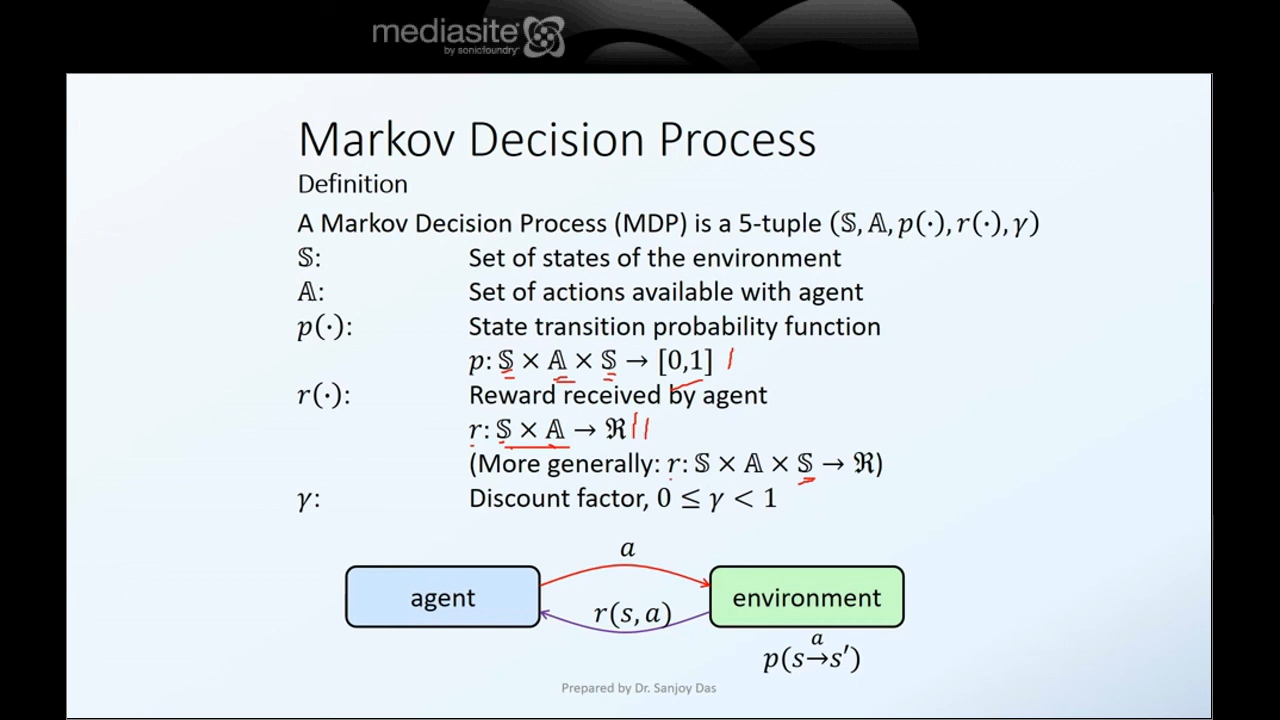 mediasite
by sonicfoundry
Markov Decision Process
Definition
A Markov Decision Process (MDP) is a 5-tuple (𝕊, 𝔸, p(·), r(·), γ)
𝕊: Set of states of the environment
𝔸: Set of actions available with agent
p(·): State transition probability function
p: 𝕊 × 𝔸 × 𝕊 → [0,1]
r(·): Reward received by agent
r: 𝕊 × 𝔸 → ℜ
(More generally: r: 𝕊 × 𝔸 × 𝕊 → ℜ)
γ: Discount factor, 0 ≤ γ < 1
a
agent
r(s, a)
environment
a
p(s→s′)
Prepared by Dr. Sanjoy Das